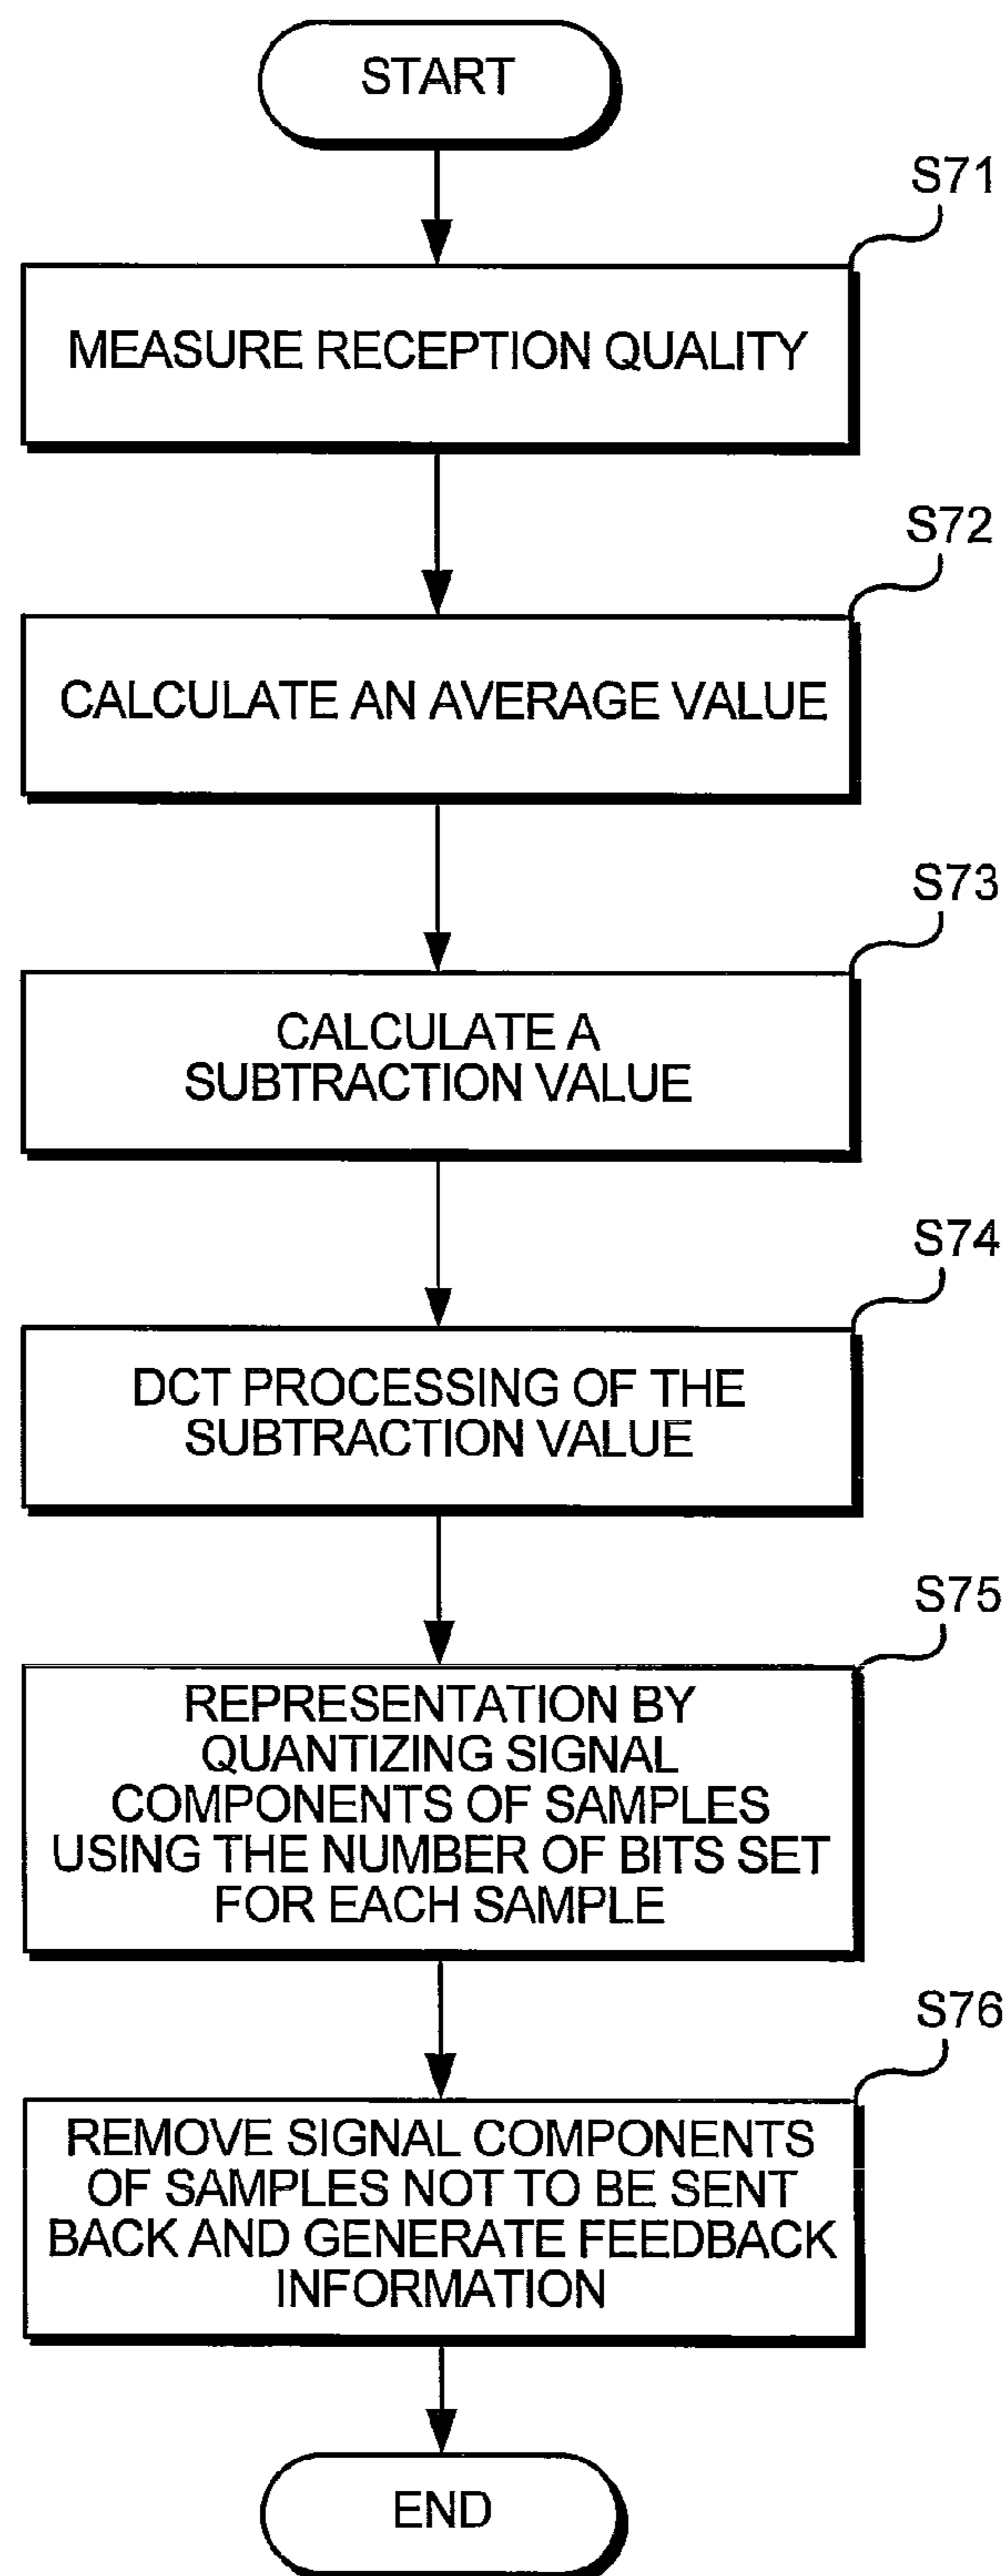 START
S71
MEASURE RECEPTION QUALITY
S72
CALCULATE AN AVERAGE VALUE
S73
CALCULATE A
SUBTRACTION VALUE
S74
DCT PROCESSING OF THE
SUBTRACTION VALUE
S75
REPRESENTATION BY
QUANTIZING SIGNAL
COMPONENTS OF SAMPLES
USING THE NUMBER OF BITS SET
FOR EACH SAMPLE
S76
REMOVE SIGNAL COMPONENTS
OF SAMPLES NOT TO BE SENT
BACK AND GENERATE FEEDBACK
INFORMATION
END